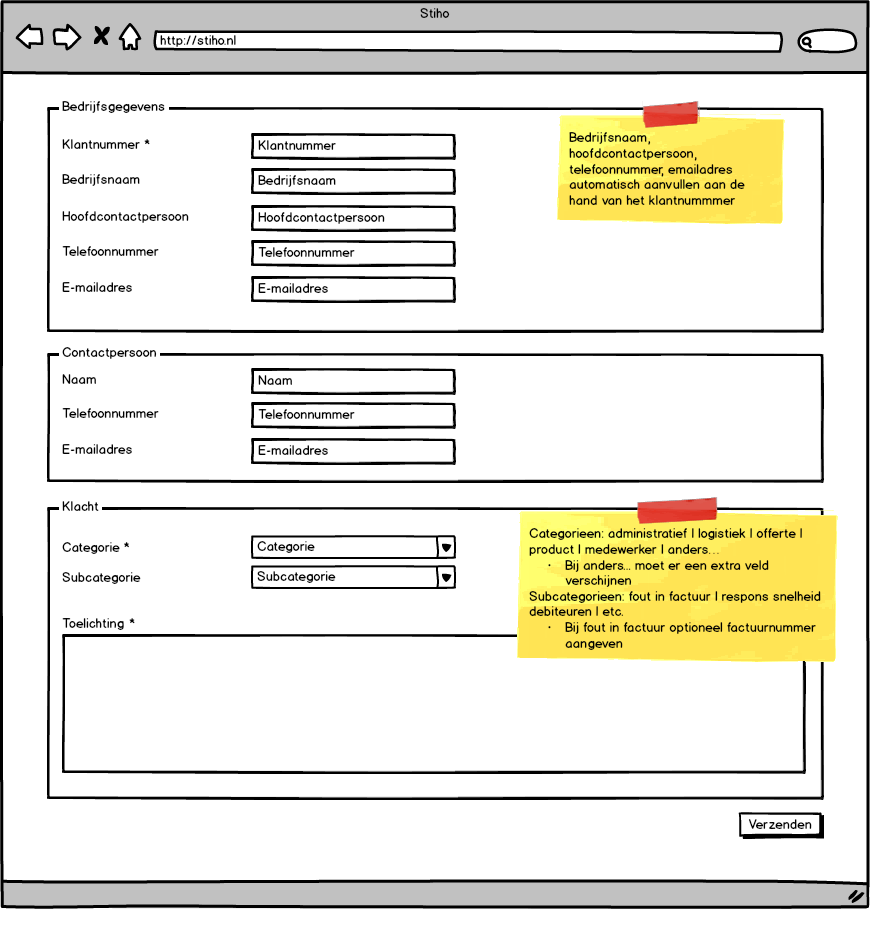 Stiho
http://stiho.nl
Bedrijfsgegevens
Klantnummer * Klantnummer
Bedrijfsnaam Bedrijfsnaam
Hoofdcontactpersoon Hoofdcontactpersoon
Telefoonnummer Telefoonnummer
E-mailadres E-mailadres
Bedrijfsnaam,
hoofdcontactpersoon,
telefoonnummer, emailadres
automatisch aanvullen aan de
hand van het klantnummmer
Contactpersoon
Naam Naam
Telefoonnummer Telefoonnummer
E-mailadres E-mailadres
Klacht
Categorie * Categorie
Subcategorie Subcategorie
Categorieen: administratief | logistiek | offerte |
product | medewerker | anders...
· Bij anders... moet er een extra veld
verschijnen
Subcategorieen: fout in factuur | respons snelheid
debiteuren | etc.
· Bij fout in factuur optioneel factuurnummer
aangeven
Toelichting *
Verzenden